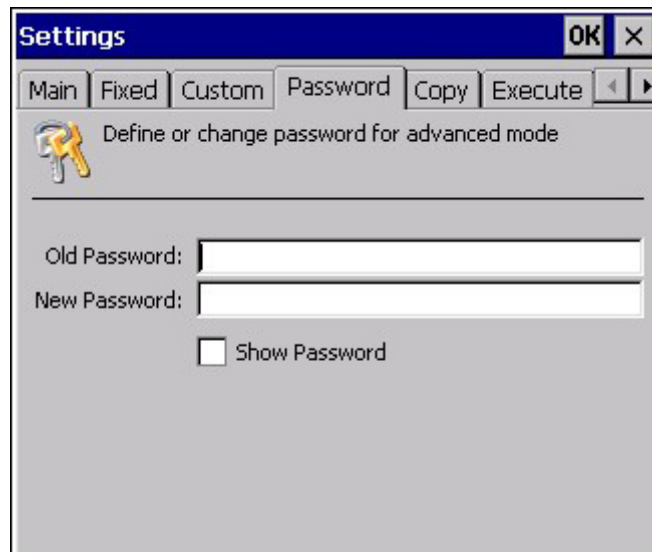 Settings OK
Main Fixed Custom Password Copy Execute
Define or change password for advanced mode
Old Password:
New Password:
Show Password